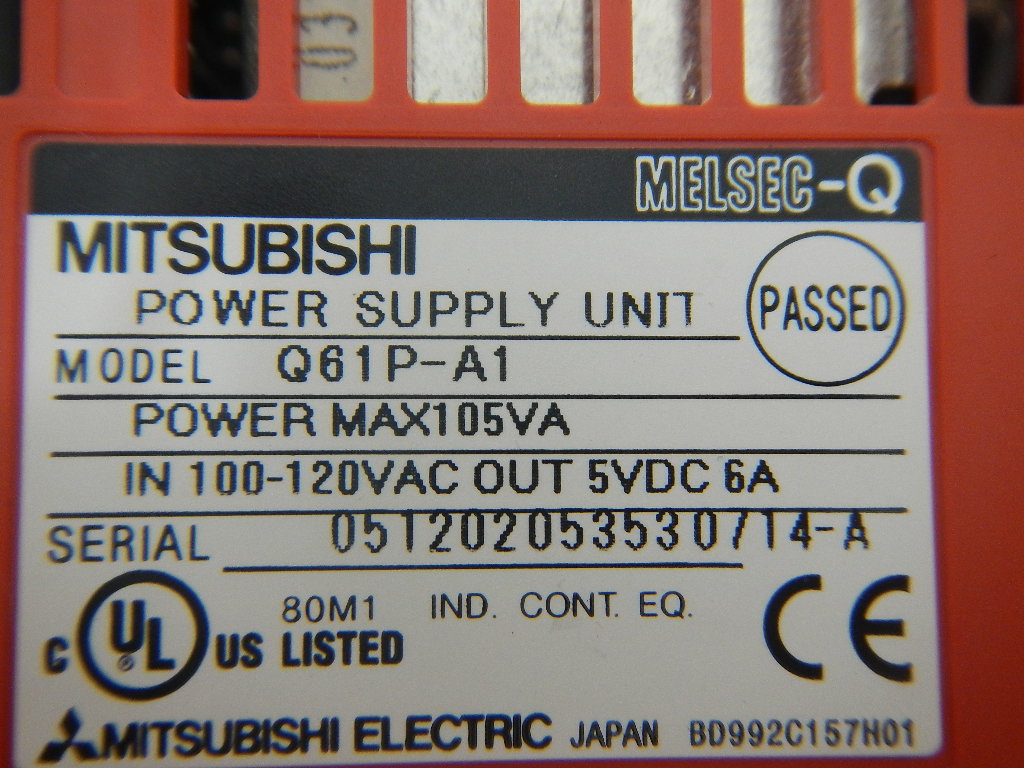 .03
MELSEC-Q
MITSUBISHI
POWER SUPPLY UNIT
PASSED
MODEL Q61P-A1
POWER MAX105VA
IN 100-120VAC OUT 5VDC 6A
SERIAL 051202053530714-A
80M1 IND. CONT. EQ.
C UL ® US LISTED
CE
MITSUBISHI ELECTRIC JAPAN BD992C157H01